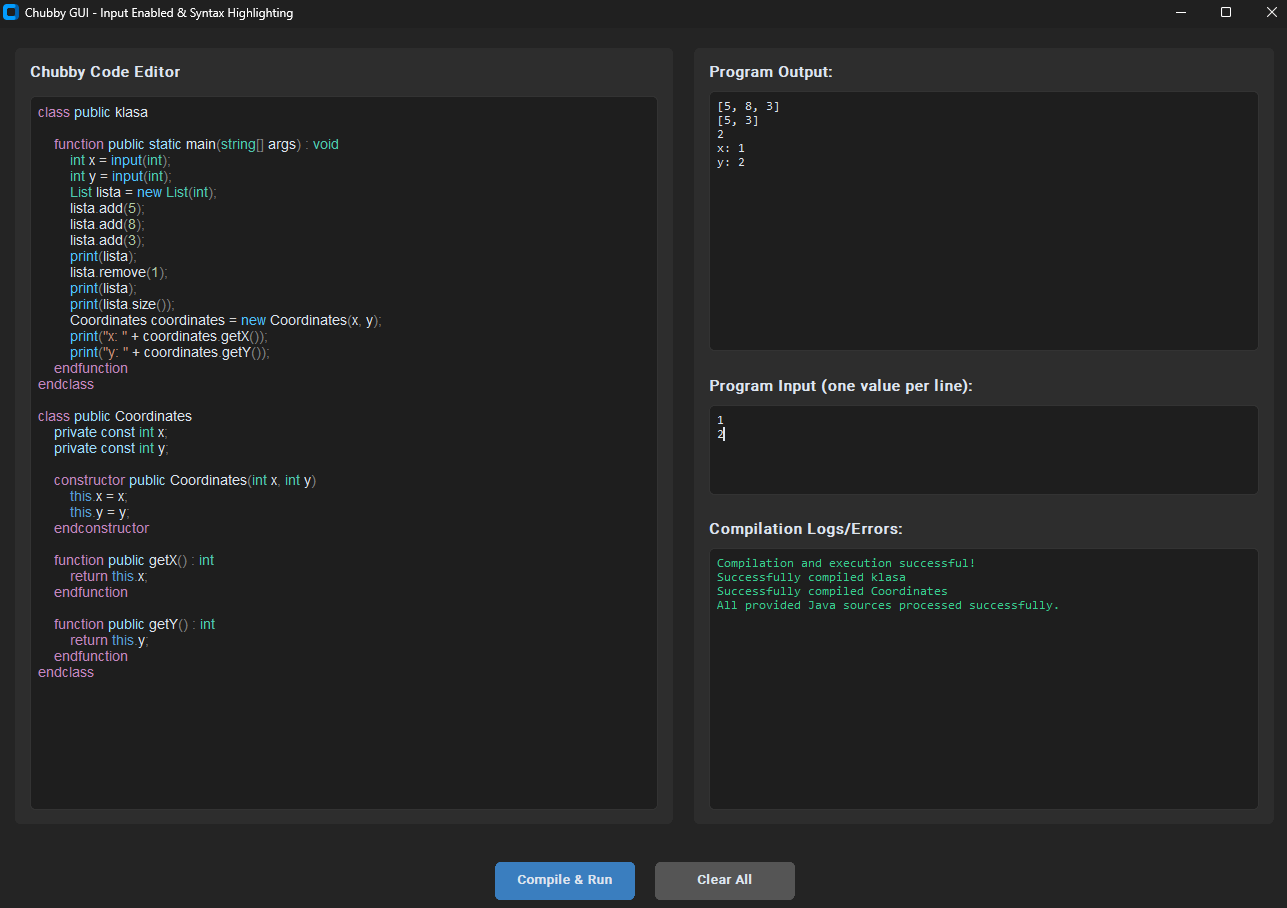 Chubby GUI - Input Enabled & Syntax Highlighting
Chubby Code Editor
class public klasa
function public static main(string[] args) : void
int x = input(int);
int y = input(int);
List lista = new List(int);
lista.add(5);
lista.add(8);
lista.add(3);
print(lista);
lista.remove(1);
print(lista);
print(lista.size());
Coordinates coordinates = new Coordinates(x, y);
print("x: " + coordinates.getX());
print("y: " + coordinates.getY());
endfunction
endclass
class public Coordinates
private const int x;
private const int y;
constructor public Coordinates(int x, int y)
this.x = x;
this.y = y;
endconstructor
function public getX() : int
return this.x;
endfunction
function public getY() : int
return this.y;
endfunction
endclass
Program Output:
[5, 8, 3]
[5, 3]
2
x: 1
y: 2
Program Input (one value per line):
1
2
Compilation Logs/Errors:
Compilation and execution successful!
Successfully compiled klasa
Successfully compiled Coordinates
All provided Java sources processed successfully.
Compile & Run
Clear All